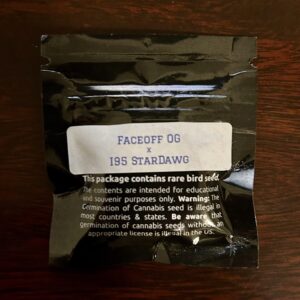 Faceoff OG
x
I95 StarDawg
This package contains rare bird seed.
The contents are intended for educational
and souvenir purposes only. Warning: The
Germination of Cannabis seed is illegal in
most countries & states. Be aware that
germination of cannabis seeds without an
appropriate license is illegal in the US.